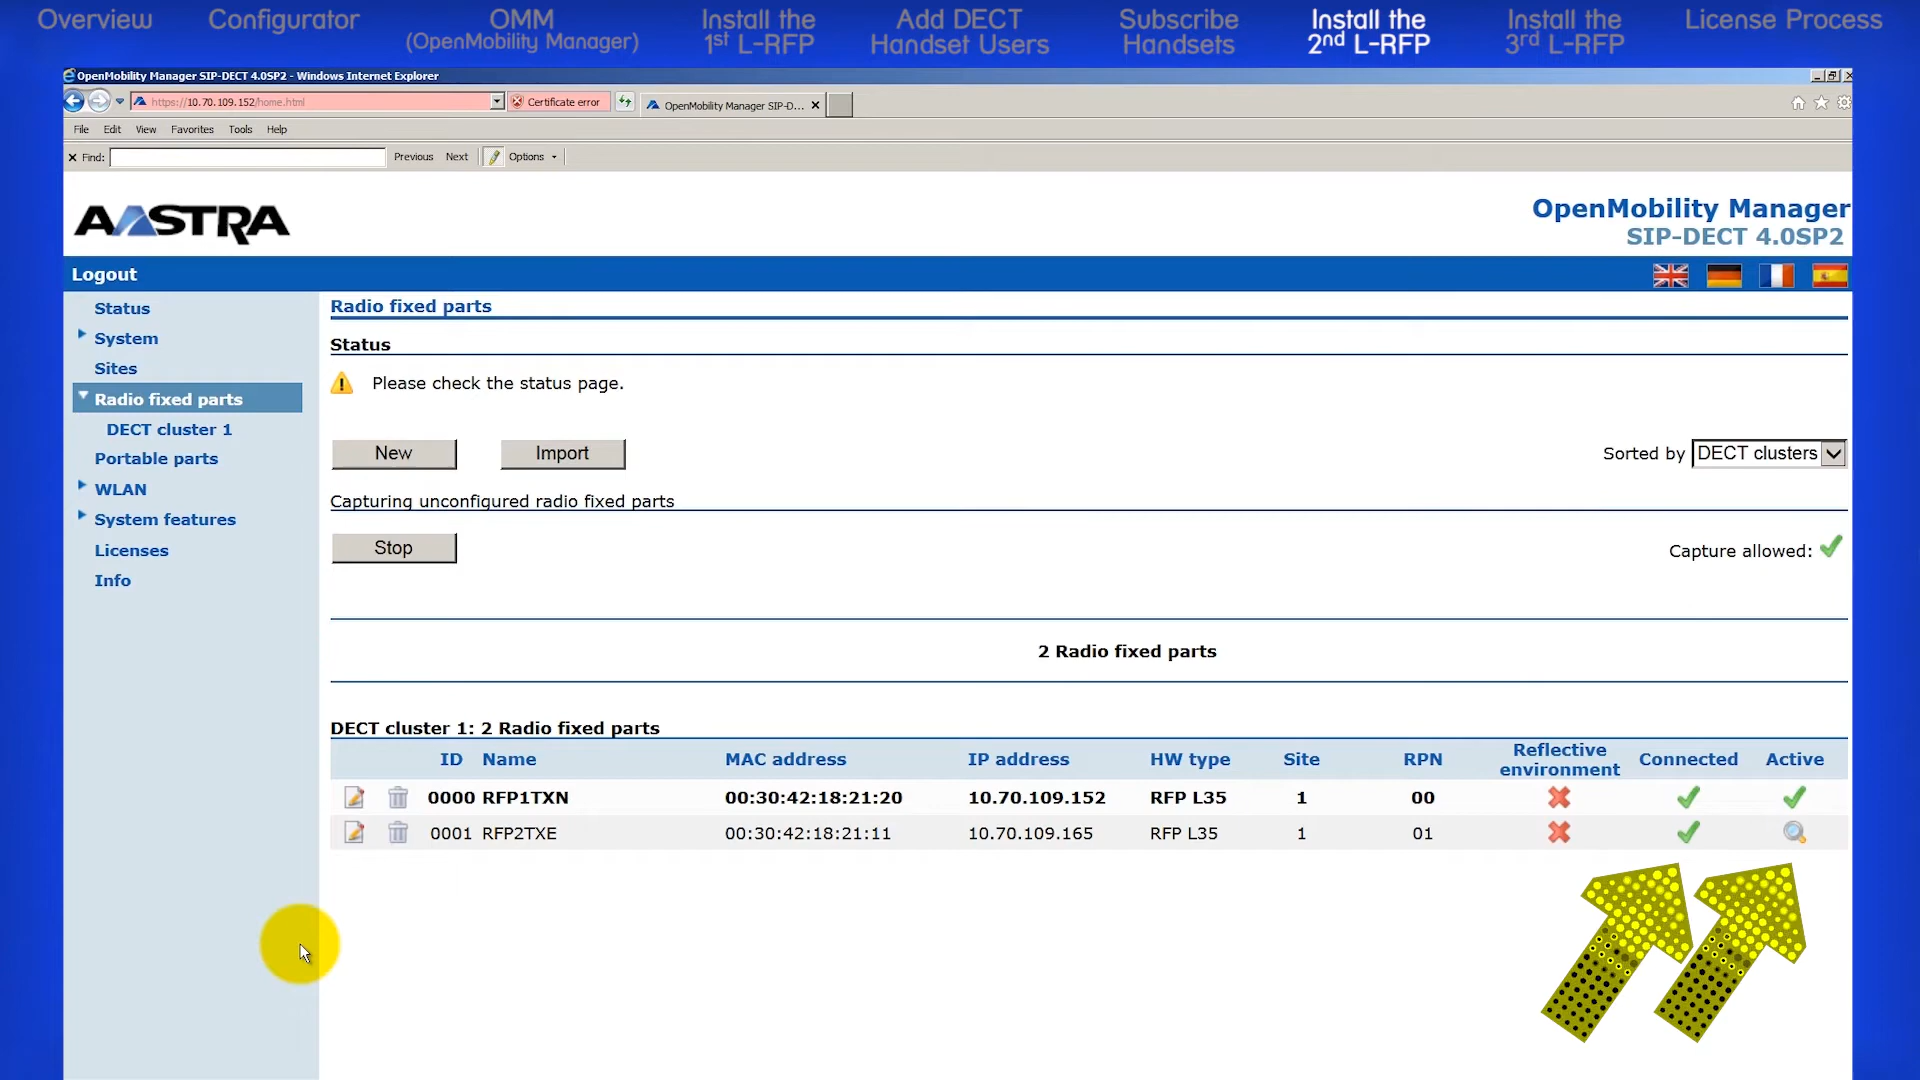 Overview
Configurator
OMM
(OpenMobility Manager)
Install the
1st L-RFP
Add DECT
Handset Users
Subscribe
Handsets
Install the
2nd L-RFP
Install the
3rd L-RFP
License Process
OpenMobility Manager SIP-DECT 4.0SP2 - Windows Internet Explorer
https://10.70.109.152/home.html
Certificate error
OpenMobility Manager SIP-D...
File Edit View Favorites Tools Help
Find: Previous Next Options
AASTRA
OpenMobility Manager
SIP-DECT 4.0SP2
Logout
Status
System
Sites
Radio fixed parts
DECT cluster 1
Portable parts
WLAN
System features
Licenses
Info
Radio fixed parts
Status
Please check the status page.
New Import Sorted by DECT clusters
Capturing unconfigured radio fixed parts
Stop Capture allowed:
2 Radio fixed parts
DECT cluster 1: 2 Radio fixed parts
ID Name MAC address IP address HW type Site RPN Reflective environment Connected Active
0000 RFP1TXN 00:30:42:18:21:20 10.70.109.152 RFP L35 1 00
0001 RFP2TXE 00:30:42:18:21:11 10.70.109.165 RFP L35 1 01